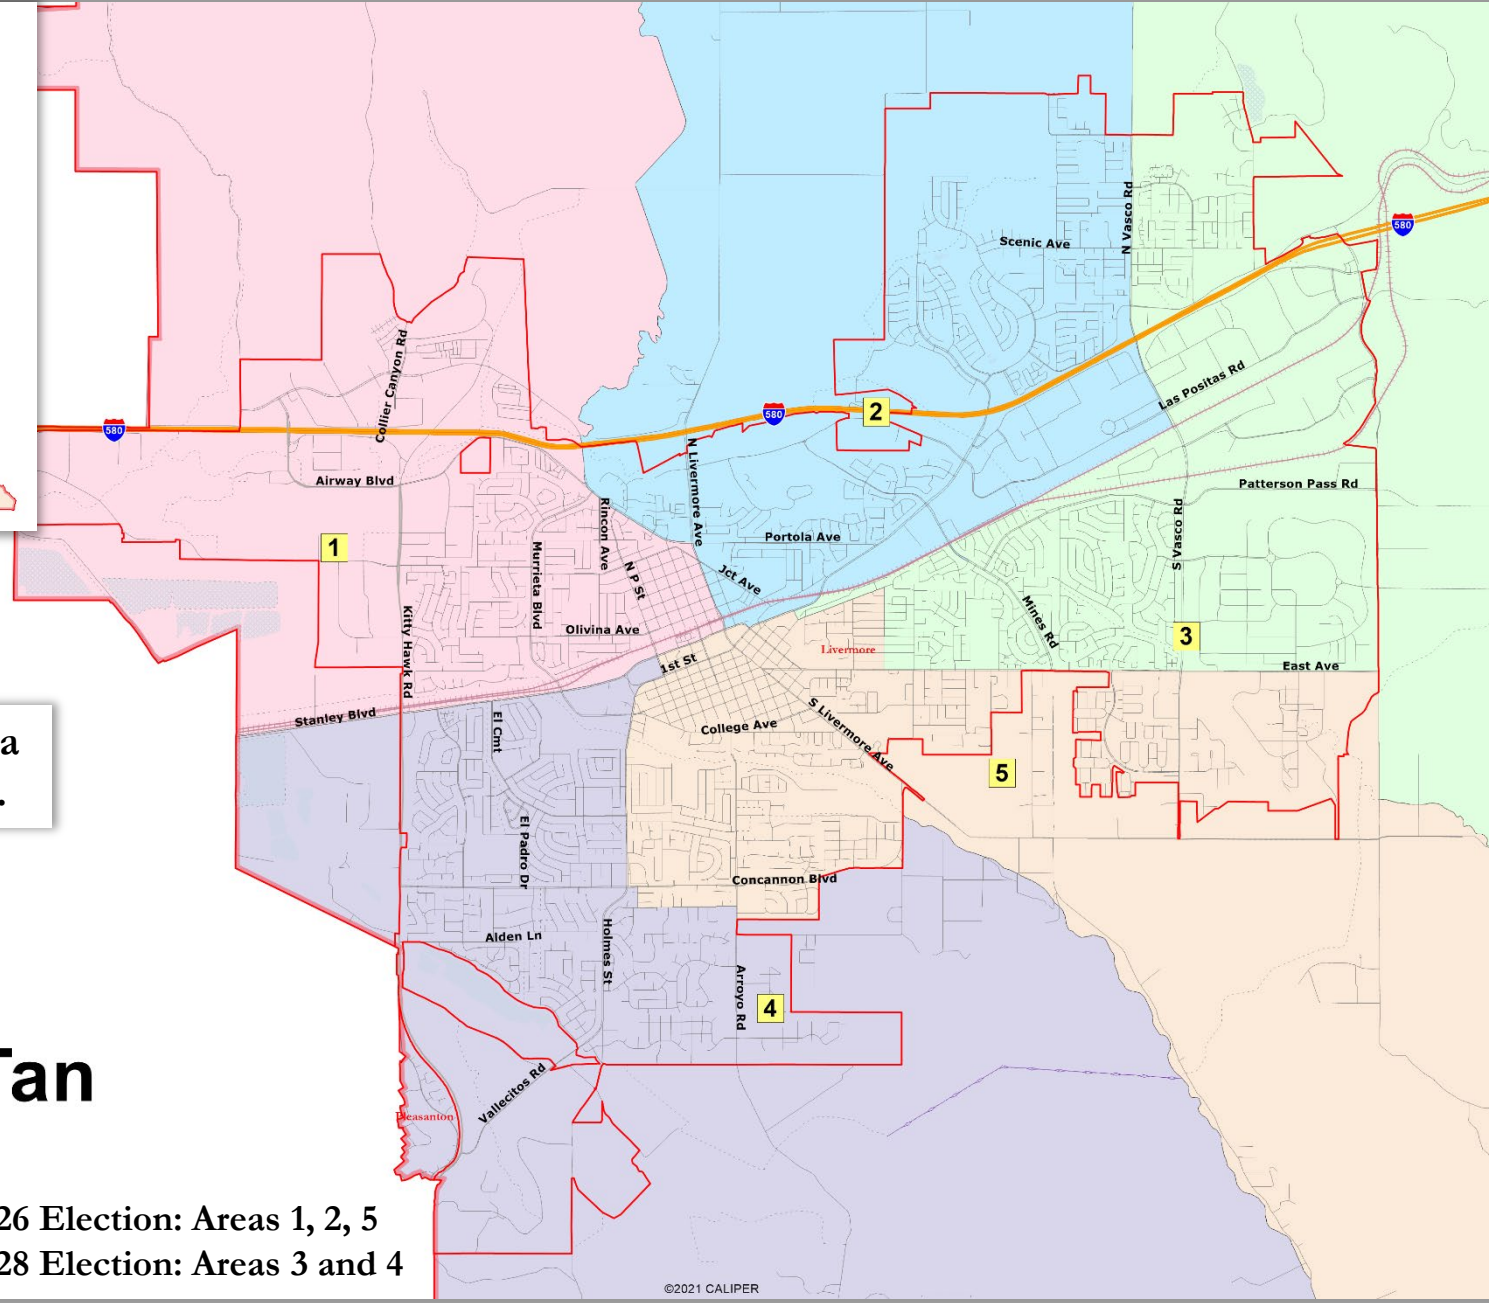 N Vasco Rd
580
Scenic Ave
Collier Canyon Rd
Las Positas Rd
580
2
580
N Livermore Ave
Airway Blvd
Patterson Pass Rd
Rincon Ave
S Vasco Rd
1
Murrieta Blvd
Portola Ave
N P St
Jct Ave
Mines Rd
Kitty Hawk Rd
Olivina Ave
3
Livermore
1st St
East Ave
Stanley Blvd
El Cmt
College Ave
S Livermore Ave
a
5
.
El Padro Dr
Concannon Blvd
Holmes St
Alden Ln
Arroyo Rd
4
Tan
Vallecitos Rd
Pleasanton
26 Election: Areas 1, 2, 5
28 Election: Areas 3 and 4
©2021 CALIPER